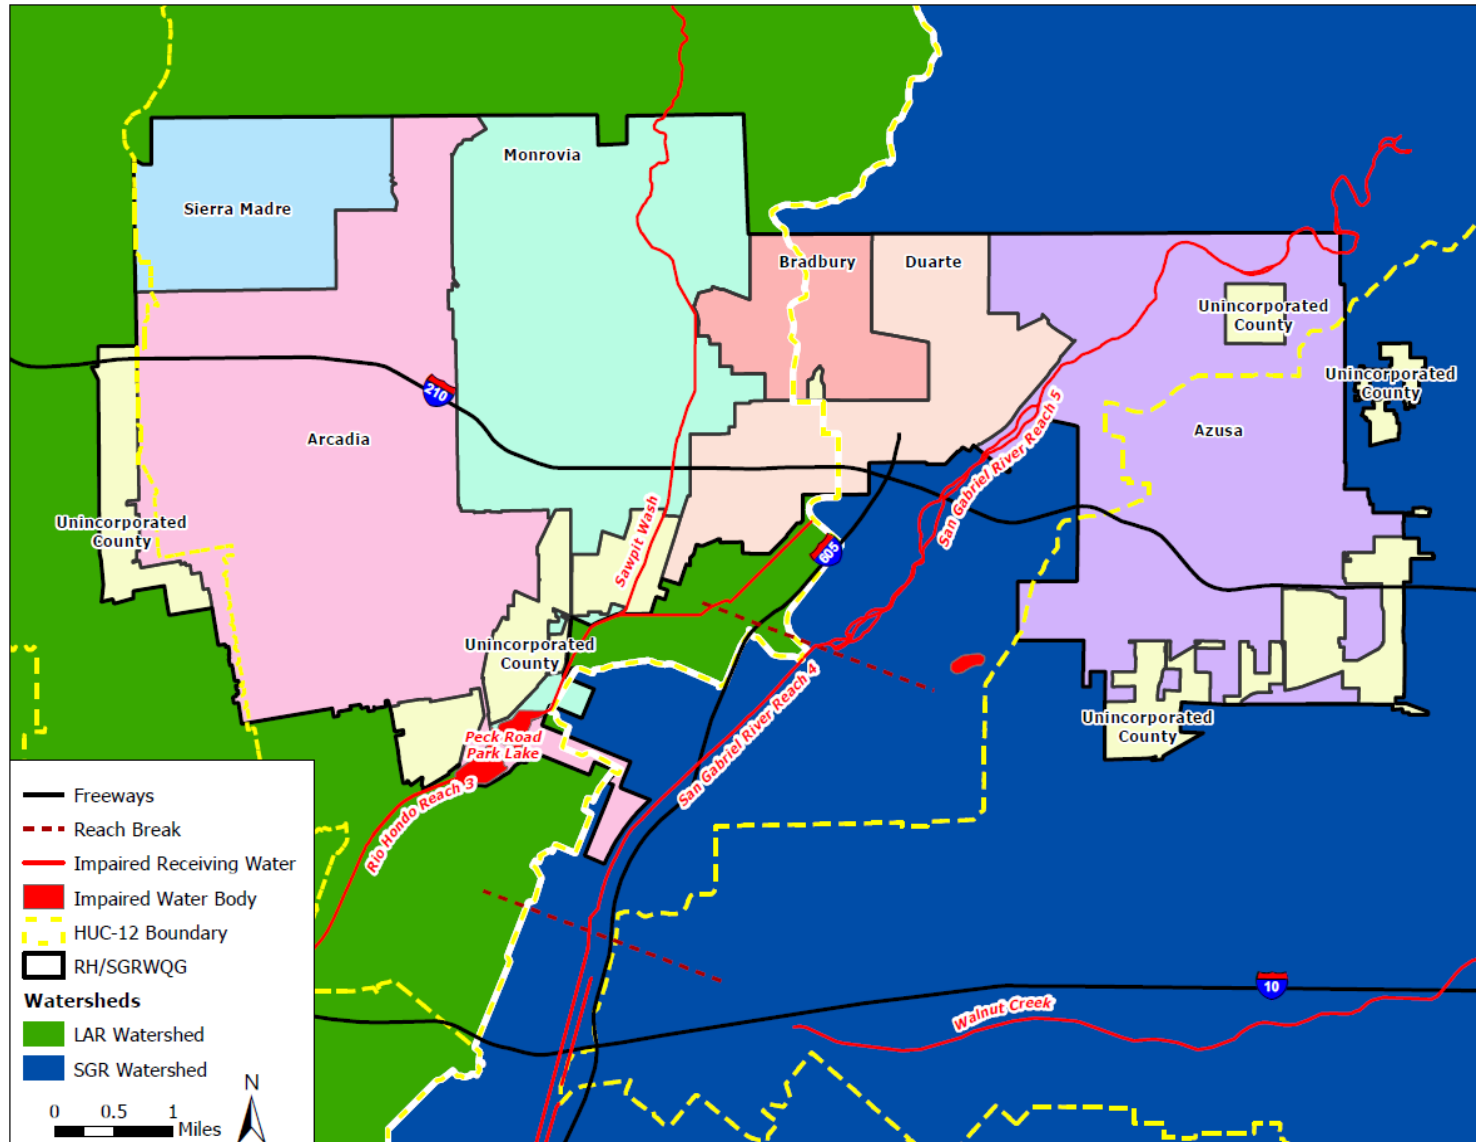 Monrovia
Sierra Madre
Bradbury
Duarte
Unincorporated
County
Unincorporated
County
210
Arcadia
Azusa
San Gabriel River Reach 5
Unincorporated
County
Sawpit Wash
605
Unincorporated
County
San Gabriel River Reach 4
Unincorporated
County
Peck Road
Park Lake
Rio Hondo Reach 3
10
Walnut Creek
Freeways
Reach Break
Impaired Receiving Water
Impaired Water Body
HUC-12 Boundary
RH/SGRWQG
Watersheds
LAR Watershed
SGR Watershed
N
0 0.5 1
Miles